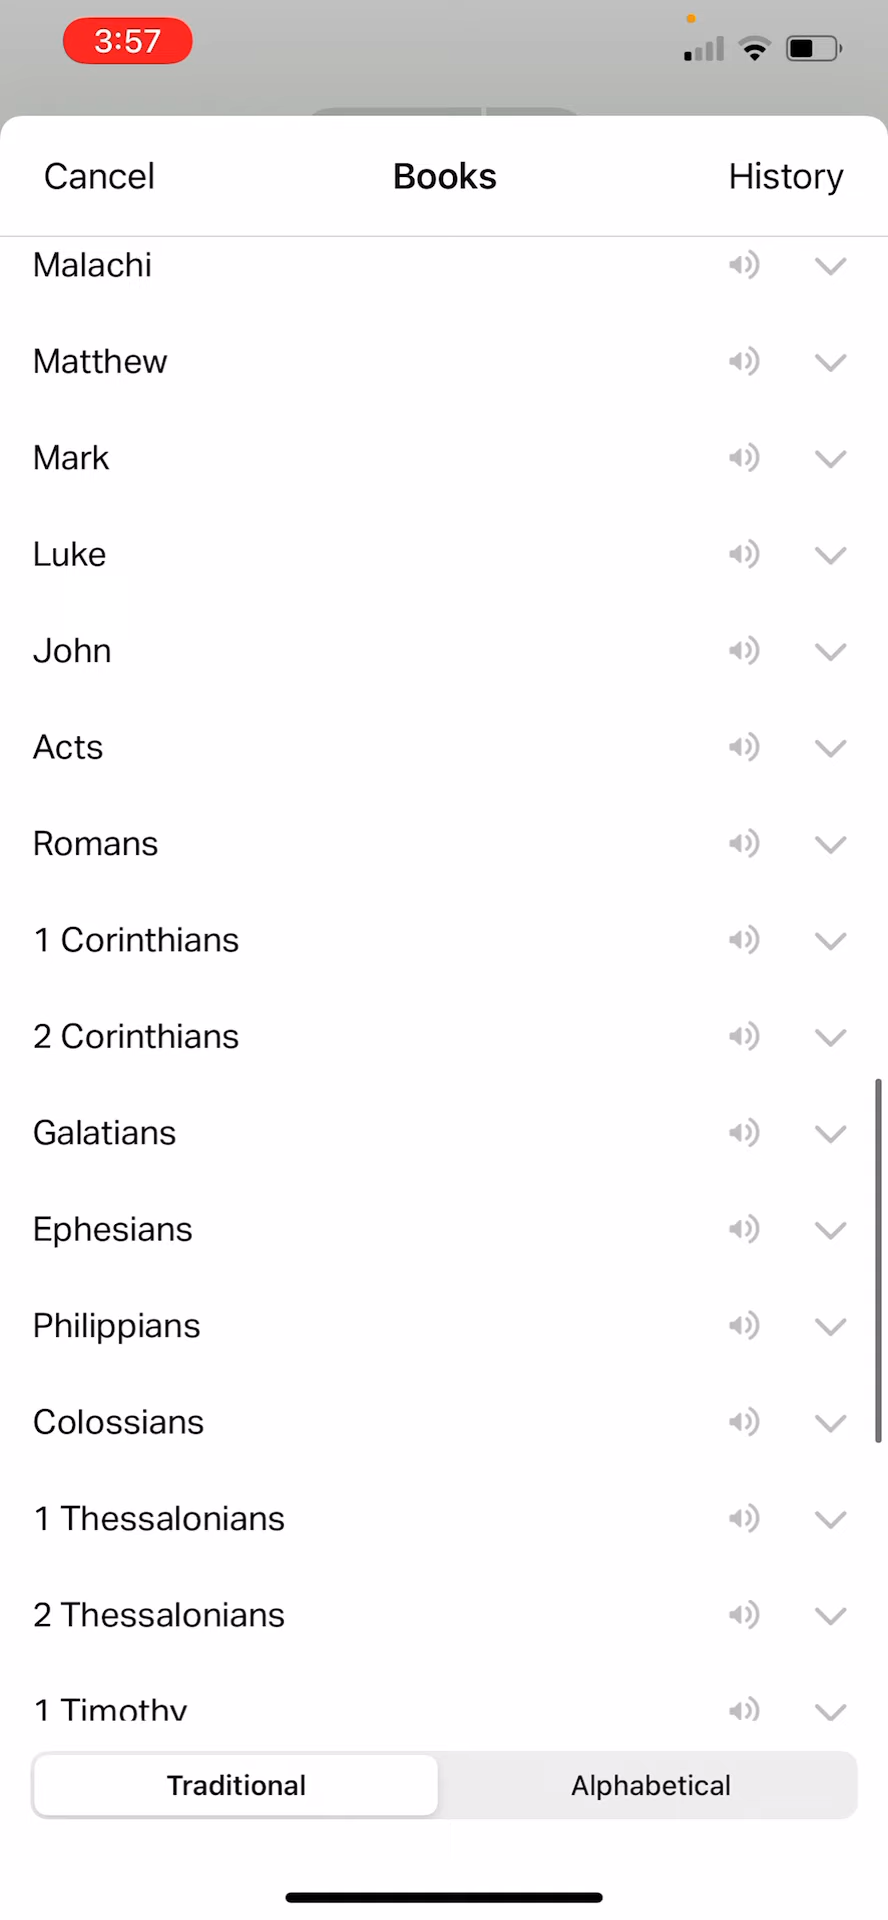 3:57
Cancel Books History
Malachi
Matthew
Mark
Luke
John
Acts
Romans
1 Corinthians
2 Corinthians
Galatians
Ephesians
Philippians
Colossians
1 Thessalonians
2 Thessalonians
1 Timothy
Traditional Alphabetical